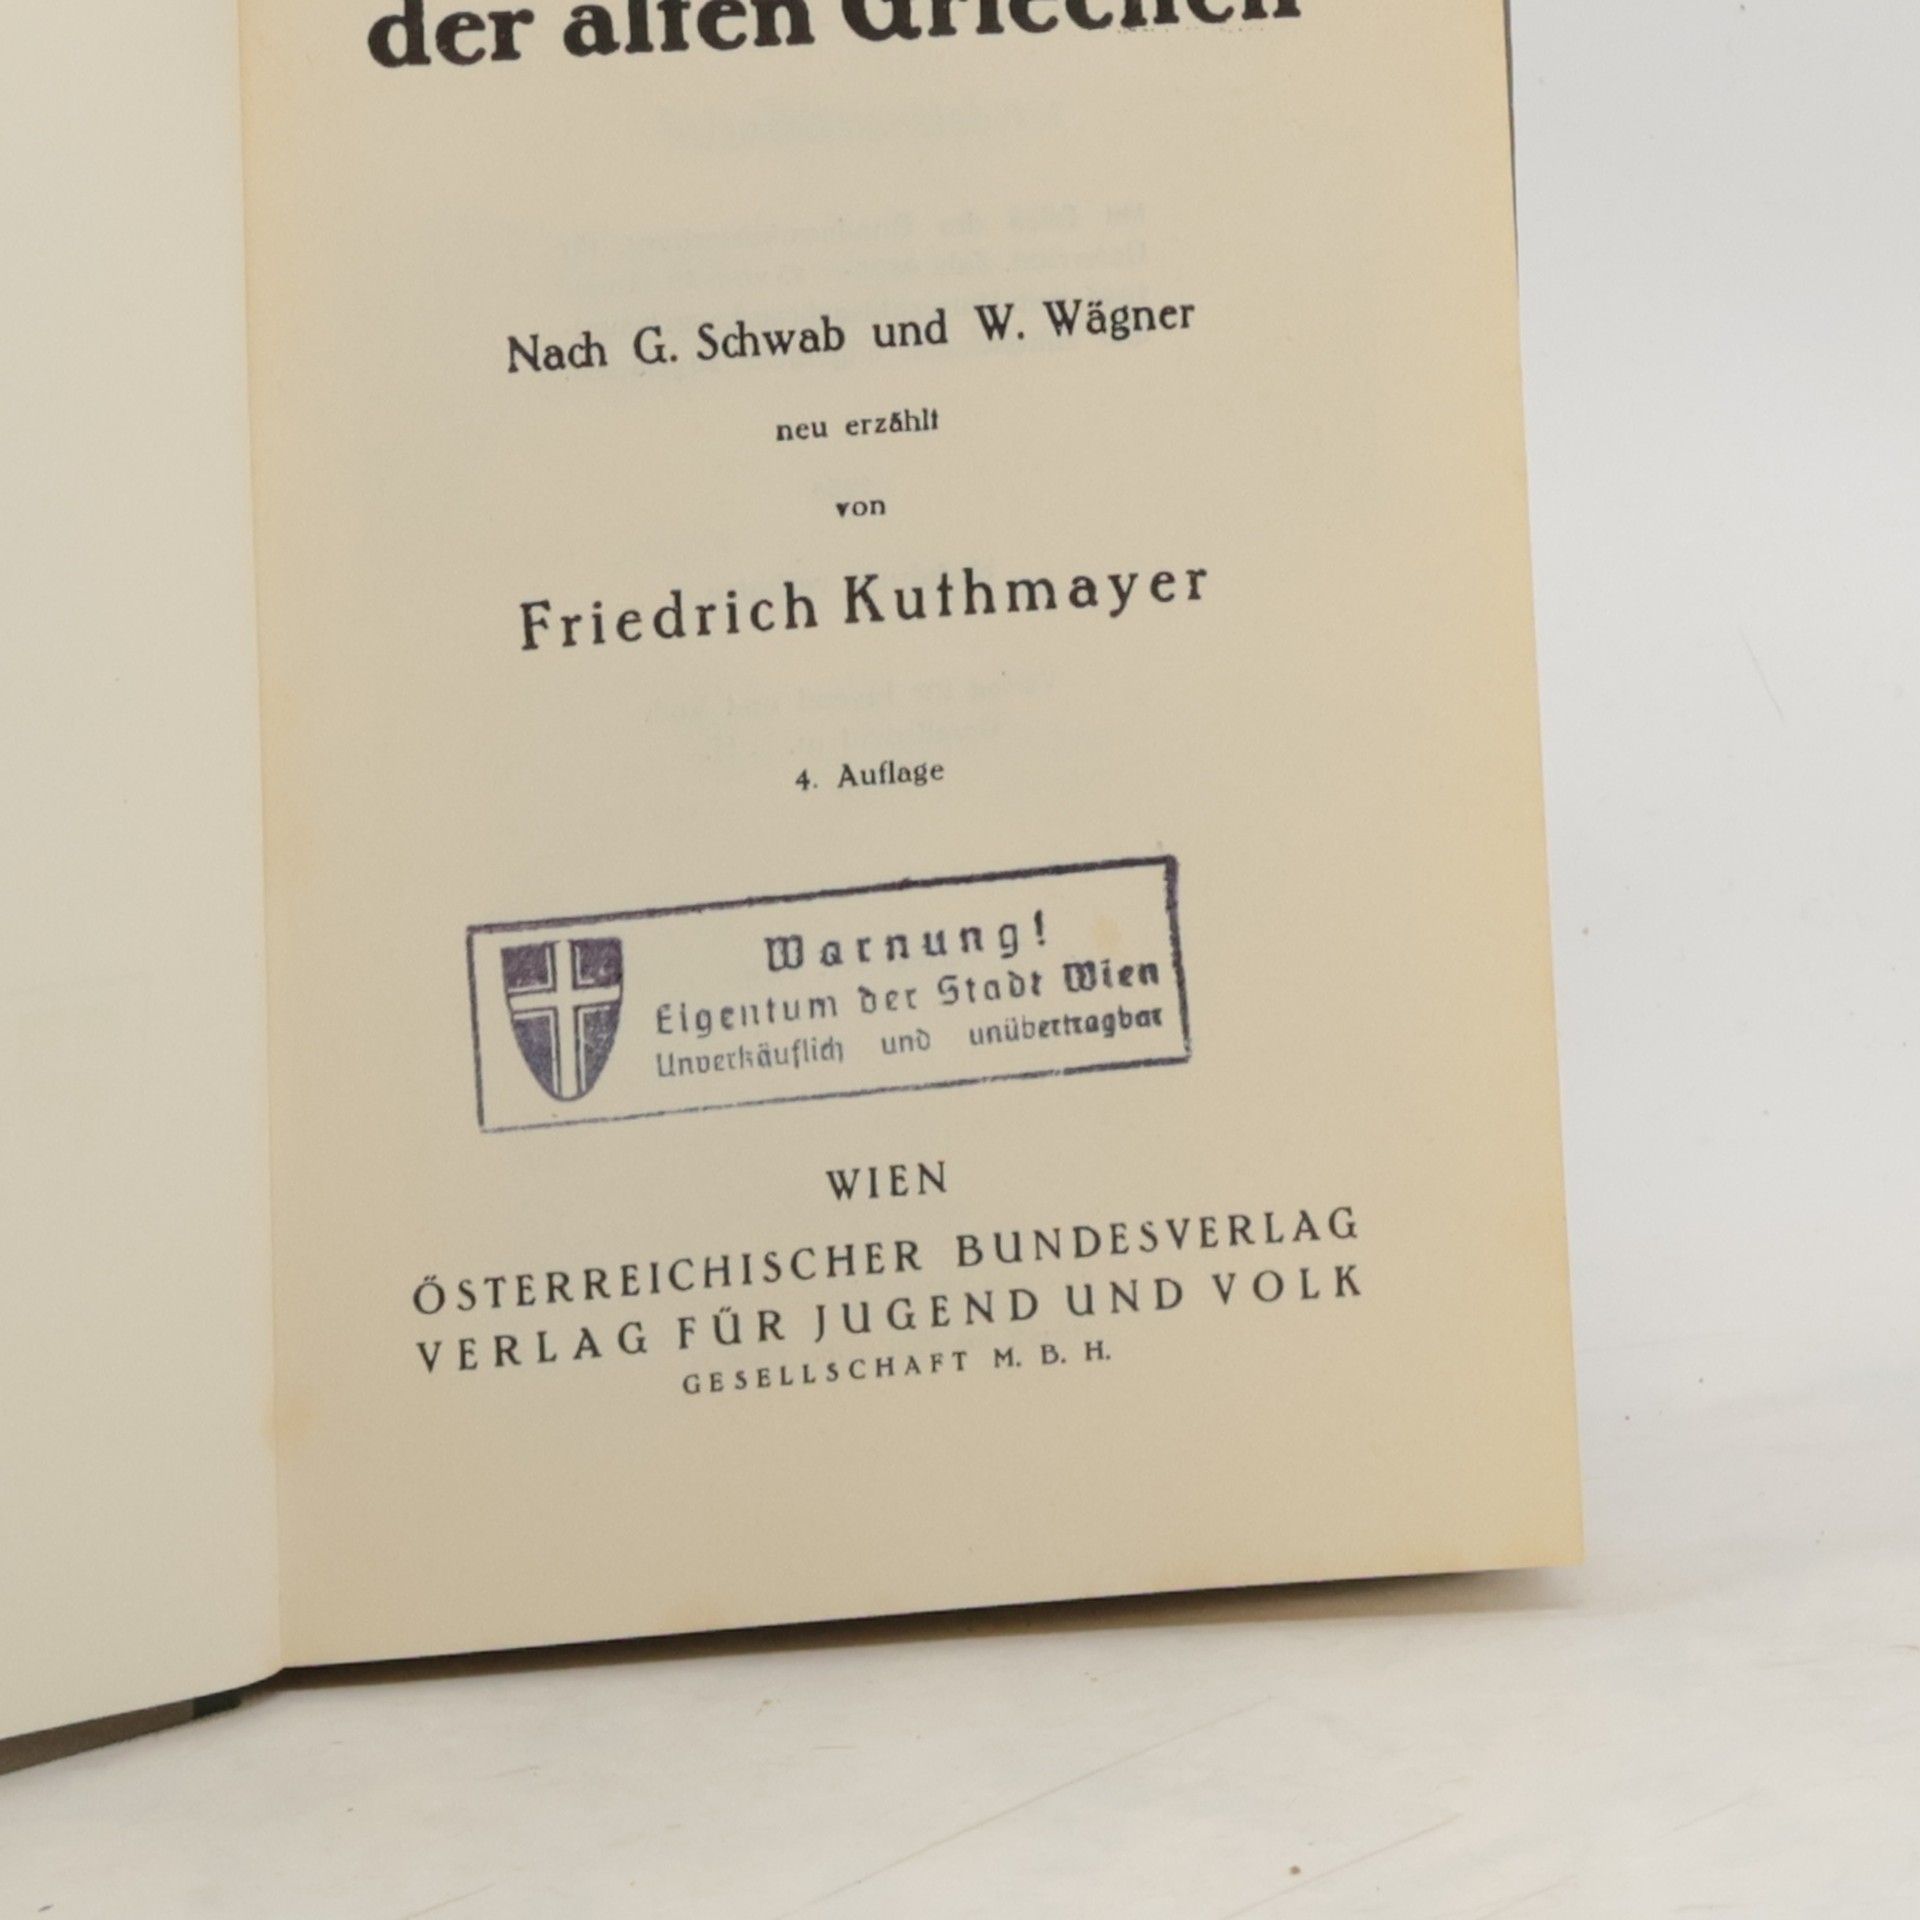 der alten Griechen
Nach G. Schwab und W. Wägner
neu erzählt
von
Friedrich Kuthmayer
4. Auflage
Warnung!
Eigentum der Stadt Wien
Unverkäuflich und unübertragbar
WIEN
ÖSTERREICHISCHER BUNDESVERLAG
VERLAG FÜR JUGEND UND VOLK
GESELLSCHAFT M. B. H.